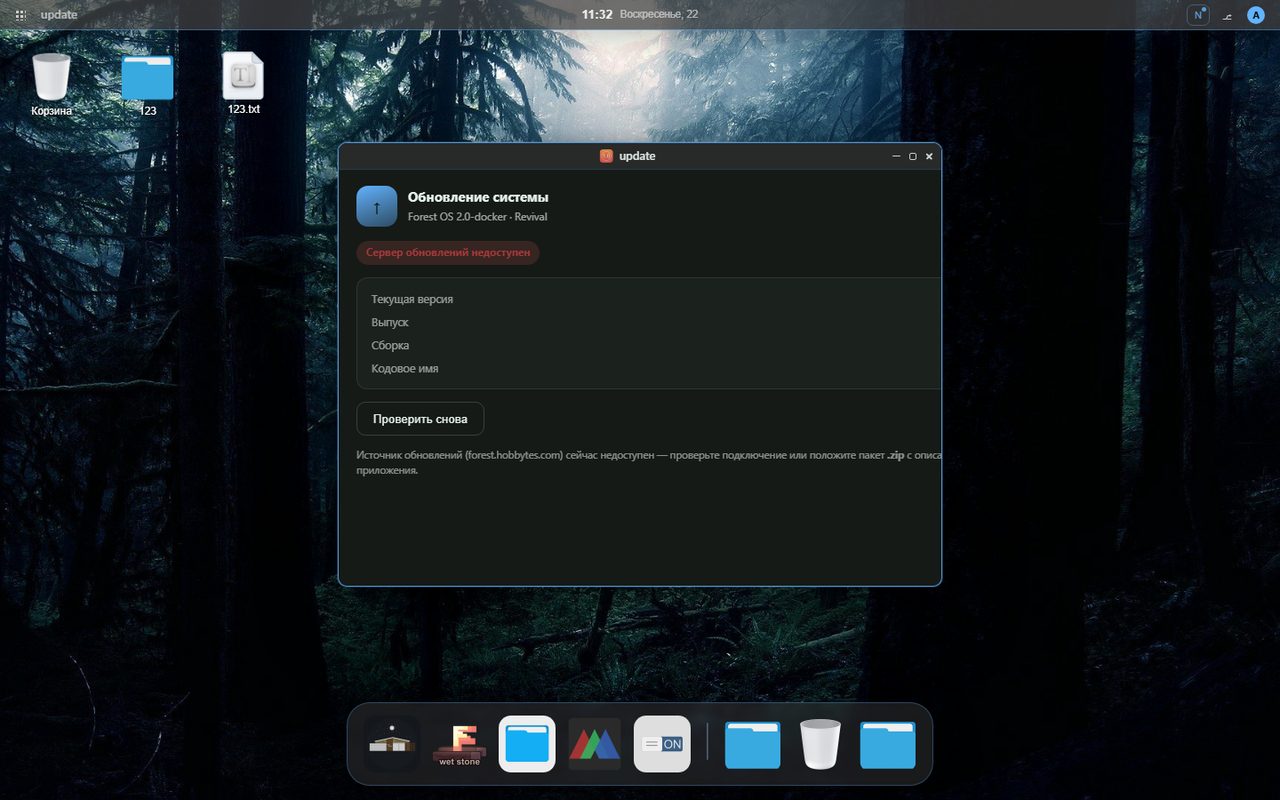 update
11:32 Воскресенье, 22
N
A
Корзина
123
T
123.txt
update
Обновление системы
Forest OS 2.0-docker · Revival
Сервер обновлений недоступен
Текущая версия
Выпуск
Сборка
Кодовое имя
Проверить снова
Источник обновлений (forest.hobbytes.com) сейчас недоступен — проверьте подключение или положите пакет .zip с описа
приложения.
F
wet stone
ON